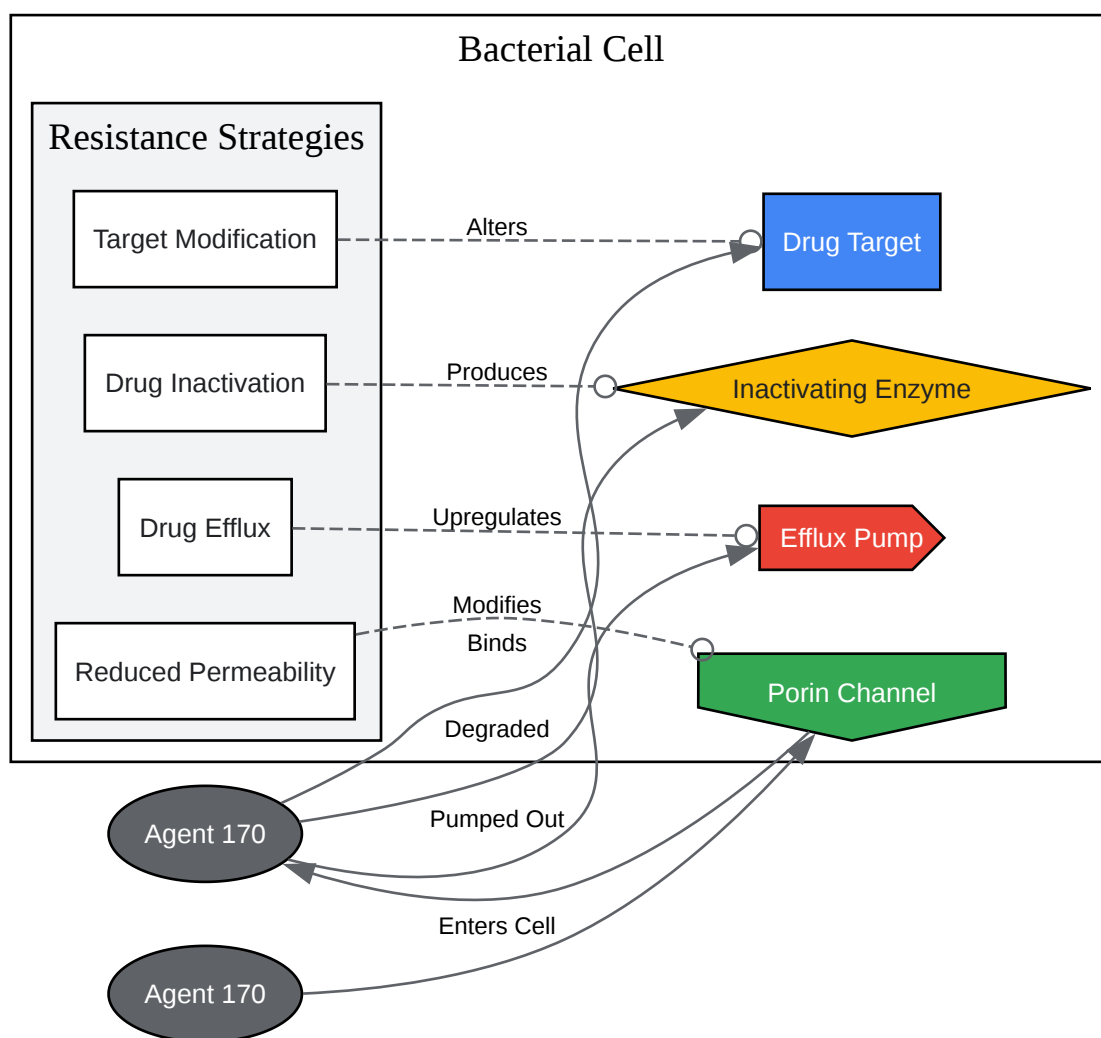 Bacterial Cell
Resistance Strategies
Target Modification
Alters
Drug Target
Drug Inactivation
Produces
Inactivating Enzyme
Drug Efflux
Upregulates
Efflux Pump
Modifies
Binds
Reduced Permeability
Porin Channel
Degraded
Pumped Out
Agent 170
Enters Cell
Agent 170